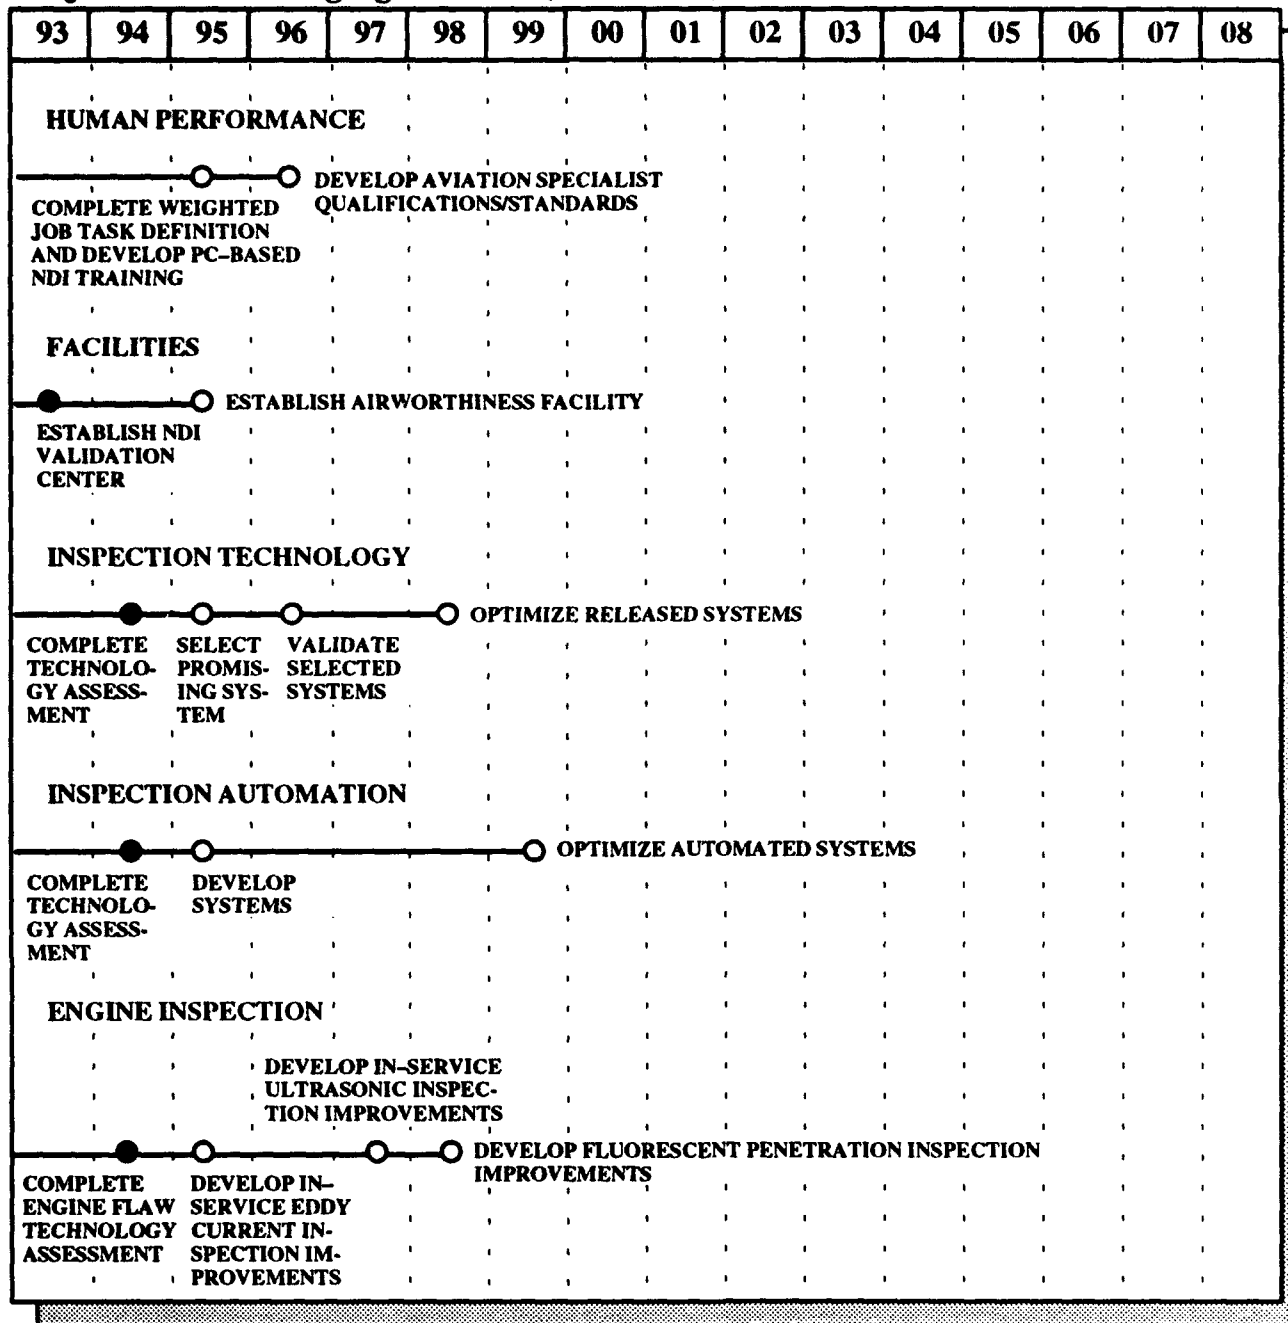 93 94 95 96 97 98 99 00 01 02 03 04 05 06 07 08
HUMAN PERFORMANCE
DEVELOP AVIATION SPECIALIST
QUALIFICATIONS/STANDARDS
COMPLETE WEIGHTED
JOB TASK DEFINITION
AND DEVELOP PC–BASED
NDI TRAINING
FACILITIES
ESTABLISH AIRWORTHINESS FACILITY
ESTABLISH NDI
VALIDATION
CENTER
INSPECTION TECHNOLOGY
OPTIMIZE RELEASED SYSTEMS
COMPLETE
TECHNOLO-
GY ASSESS-
MENT
SELECT
PROMIS-
ING SYS-
TEM
VALIDATE
SELECTED
SYSTEMS
INSPECTION AUTOMATION
OPTIMIZE AUTOMATED SYSTEMS
COMPLETE
TECHNOLO-
GY ASSESS-
MENT
DEVELOP
SYSTEMS
ENGINE INSPECTION
DEVELOP IN–SERVICE
ULTRASONIC INSPEC-
TION IMPROVEMENTS
DEVELOP FLUORESCENT PENETRATION INSPECTION
IMPROVEMENTS
COMPLETE
ENGINE FLAW
TECHNOLOGY
ASSESSMENT
DEVELOP IN–
SERVICE EDDY
CURRENT IN-
SPECTION IM-
PROVEMENTS